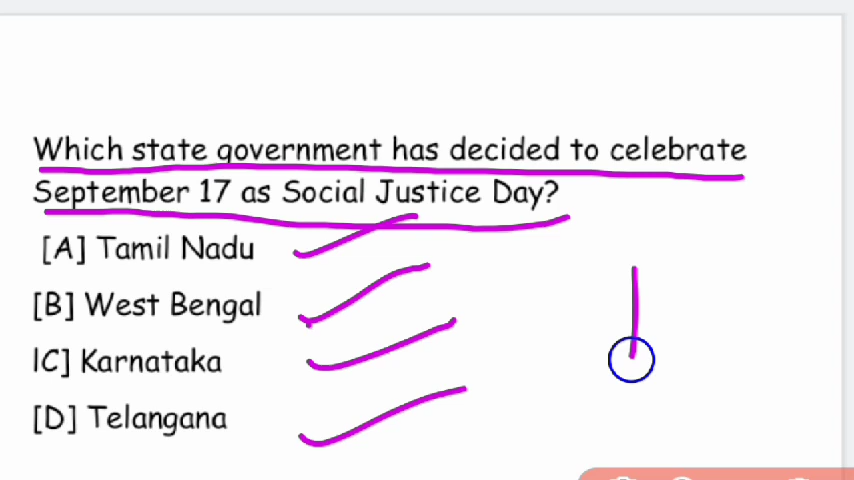 Which state government has decided to celebrate
September 17 as Social Justice Day?
[A] Tamil Nadu
[B] West Bengal
lC] Karnataka
[D] Telangana